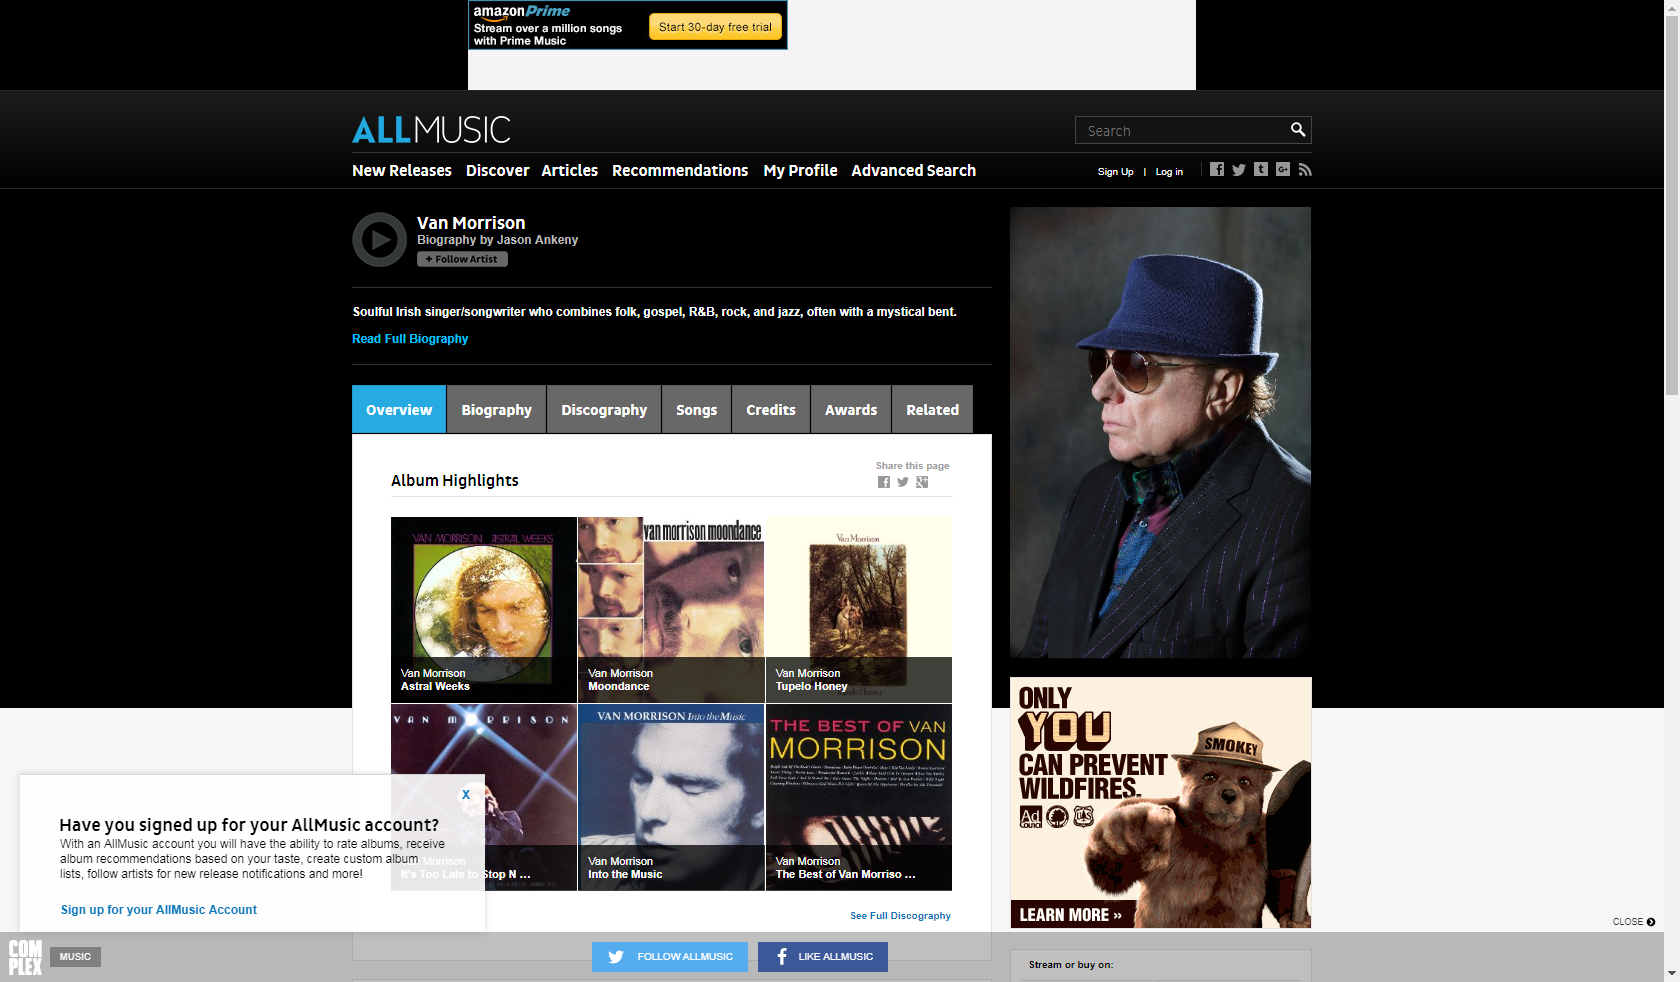 amazonPrime
Stream over a million songs
with Prime Music
Start 30-day free trial
ALLMUSIC
Search
New Releases Discover Articles Recommendations My Profile Advanced Search
Sign Up | Log in
Van Morrison
Biography by Jason Ankeny
+ Follow Artist
Soulful Irish singer/songwriter who combines folk, gospel, R&B, rock, and jazz, often with a mystical bent.
Read Full Biography
Overview Biography Discography Songs Credits Awards Related
Album Highlights
Share this page
VAN MORRISON ASTRAL WEEKS
van morrison moondance
Van Morrison
Van Morrison
Astral Weeks
Van Morrison
Moondance
Van Morrison
Tupelo Honey
Tupelo Honey
VAN MORRISON
VAN MORRISON Into the Music
THE BEST OF VAN
MORRISON
Morrison
It's Too Late to Stop N ...
Van Morrison
Into the Music
Van Morrison
The Best of Van Morriso ...
See Full Discography
X
Have you signed up for your AllMusic account?
With an AllMusic account you will have the ability to rate albums, receive
album recommendations based on your taste, create custom album
lists, follow artists for new release notifications and more!
Sign up for your AllMusic Account
ONLY
YOU
CAN PREVENT
WILDFIRES.
SMOKEY
Ad
Council
UAS
LEARN MORE »
CLOSE
COM
PLEX
MUSIC
FOLLOW ALLMUSIC
LIKE ALLMUSIC
Stream or buy on: